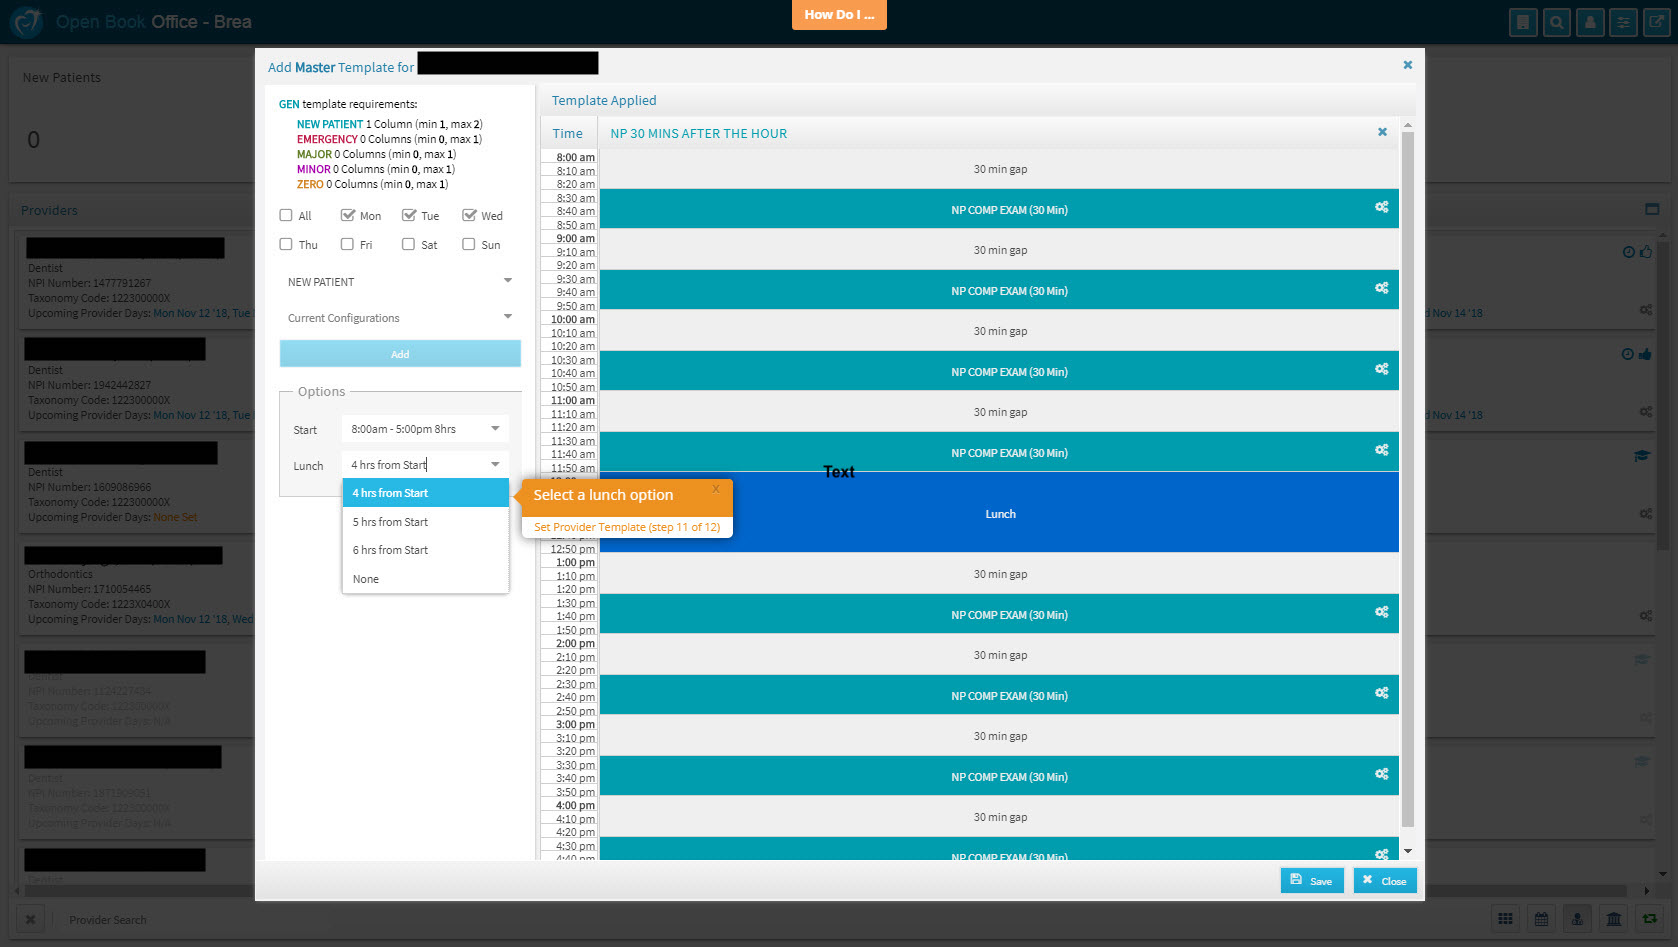 Open Book Office - Brea
How Do I ...
New Patients
0
Providers
Dentist
NPI Number: 1477791267
Taxonomy Code: 122300000X
Upcoming Provider Days: Mon Nov 12 '18, Tue
d Nov 14 '18
Dentist
NPI Number: 1942442827
Taxonomy Code: 122300000X
Upcoming Provider Days: Mon Nov 12 '18, Tue
d Nov 14 '18
Dentist
NPI Number: 1609086966
Taxonomy Code: 122300000X
Upcoming Provider Days: None Set
Orthodontics
NPI Number: 1710054465
Taxonomy Code: 1223X0400X
Upcoming Provider Days: Mon Nov 12 '18, Wed
Dentist
NPI Number: 1124227434
Taxonomy Code: 122300000X
Upcoming Provider Days: N/A
Dentist
NPI Number: 1871909051
Taxonomy Code: 122300000X
Upcoming Provider Days: N/A
Dentist
Provider Search
Add Master Template for
GEN template requirements:
NEW PATIENT 1 Column (min 1, max 2)
EMERGENCY 0 Columns (min 0, max 1)
MAJOR 0 Columns (min 0, max 1)
MINOR 0 Columns (min 0, max 1)
ZERO 0 Columns (min 0, max 1)
All Mon Tue Wed
Thu Fri Sat Sun
NEW PATIENT
Current Configurations
Add
Options
Start 8:00am - 5:00pm 8hrs
Lunch 4 hrs from Start
4 hrs from Start
5 hrs from Start
6 hrs from Start
None
Select a lunch option
x
Set Provider Template (step 11 of 12)
Template Applied
Time NP 30 MINS AFTER THE HOUR
8:00 am
8:10 am 30 min gap
8:20 am
8:30 am
8:40 am NP COMP EXAM (30 Min)
8:50 am
9:00 am
9:10 am 30 min gap
9:20 am
9:30 am
9:40 am NP COMP EXAM (30 Min)
9:50 am
10:00 am
10:10 am 30 min gap
10:20 am
10:30 am
10:40 am NP COMP EXAM (30 Min)
10:50 am
11:00 am
11:10 am 30 min gap
11:20 am
11:30 am
11:40 am NP COMP EXAM (30 Min)
11:50 am
Text
Lunch
12:50 pm
1:00 pm
1:10 pm 30 min gap
1:20 pm
1:30 pm
1:40 pm NP COMP EXAM (30 Min)
1:50 pm
2:00 pm
2:10 pm 30 min gap
2:20 pm
2:30 pm
2:40 pm NP COMP EXAM (30 Min)
2:50 pm
3:00 pm
3:10 pm 30 min gap
3:20 pm
3:30 pm
3:40 pm NP COMP EXAM (30 Min)
3:50 pm
4:00 pm
4:10 pm 30 min gap
4:20 pm
4:30 pm
4:40 pm NP COMP EXAM (30 Min)
Save
Close